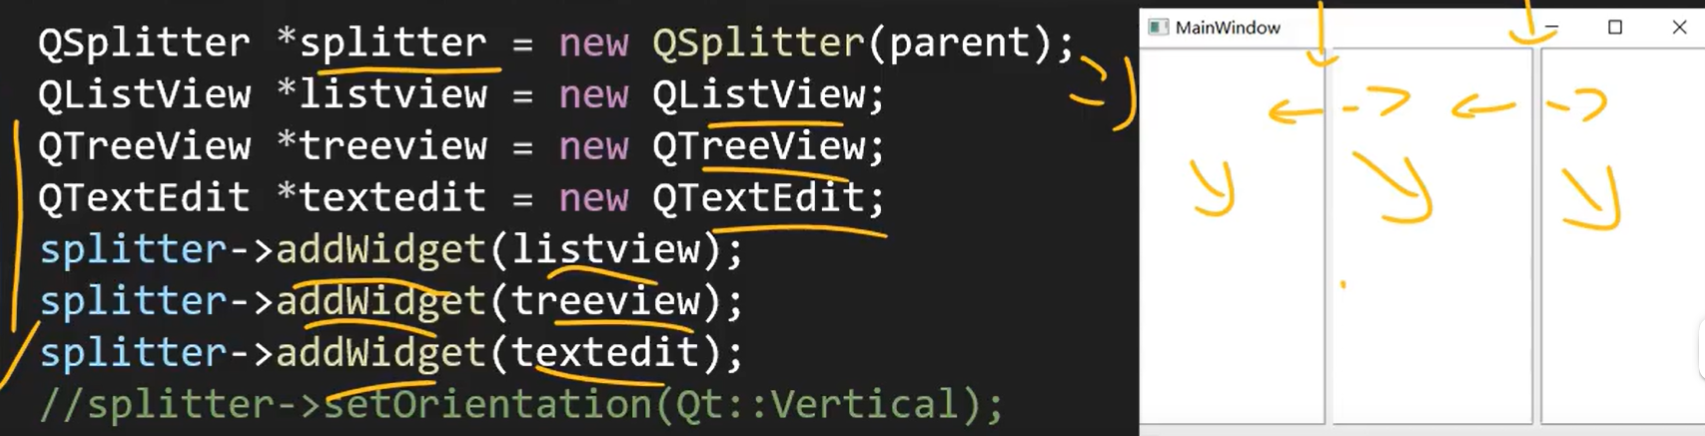 QSplitter *splitter = new QSplitter(parent);
QListView *listview = new QListView;
QTreeView *treeview = new QTreeView;
QTextEdit *textedit = new QTextEdit;
splitter->addWidget(listview);
splitter->addWidget(treeview);
splitter->addWidget(textedit);
//splitter->setOrientation(Qt::Vertical);
MainWindow